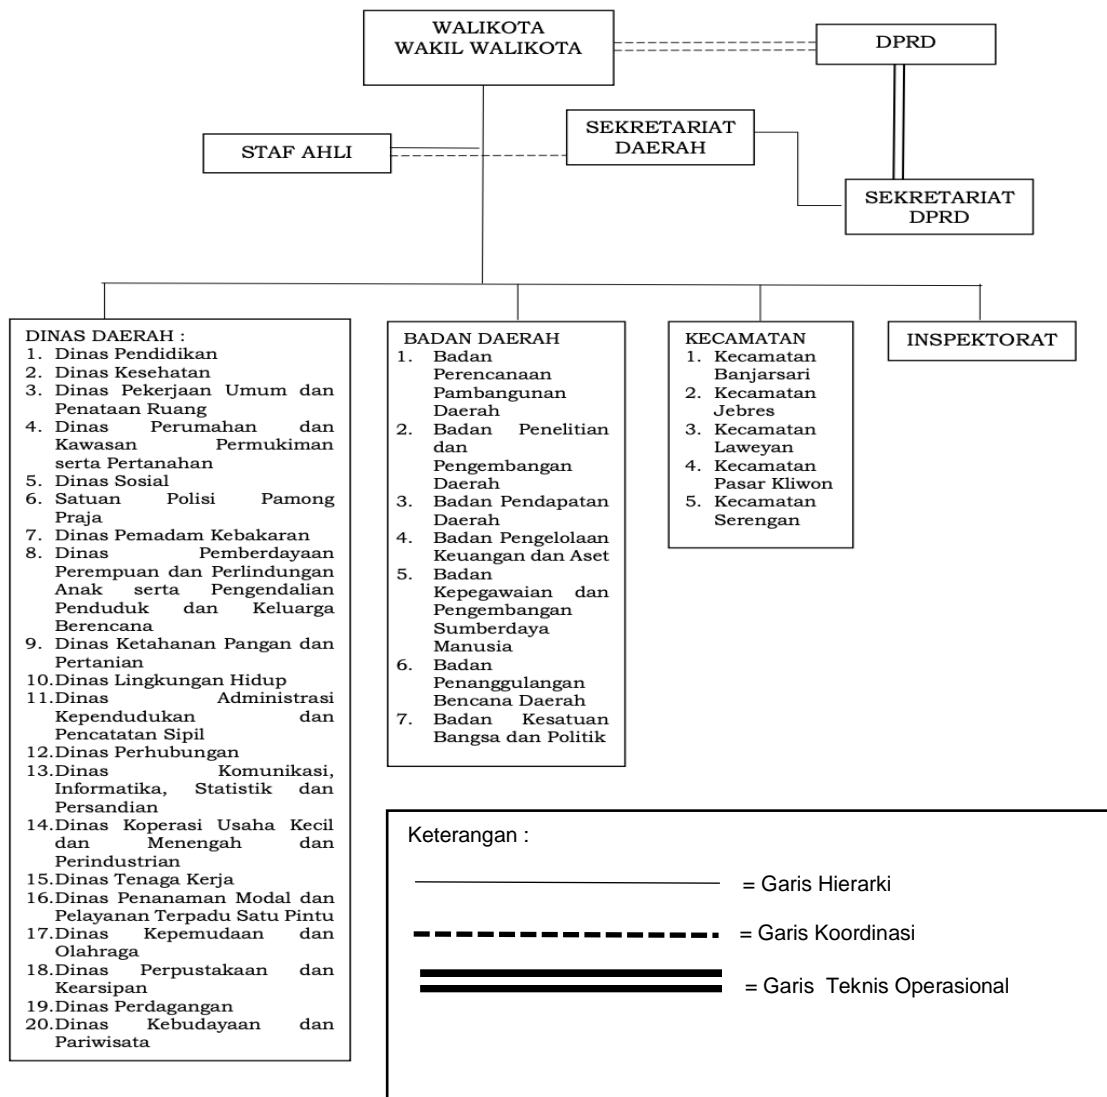 WALIKOTA
WAKIL WALIKOTA
DPRD
STAF AHLI
SEKRETARIAT
DAERAH
SEKRETARIAT
DPRD
DINAS DAERAH :
1. Dinas Pendidikan
2. Dinas Kesehatan
3. Dinas Pekerjaan Umum dan
Penataan Ruang
4. Dinas Perumahan dan
Kawasan Permukiman
serta Pertanahan
5. Dinas Sosial
6. Satuan Polisi Pamong
Praja
7. Dinas Pemadam Kebakaran
8. Dinas Pemberdayaan
Perempuan dan Perlindungan
Anak serta Pengendalian
Penduduk dan Keluarga
Berencana
9. Dinas Ketahanan Pangan dan
Pertanian
10.Dinas Lingkungan Hidup
11.Dinas Administrasi
Kependudukan dan
Pencatatan Sipil
12.Dinas Perhubungan
13.Dinas Komunikasi,
Informatika, Statistik dan
Persandian
14.Dinas Koperasi Usaha Kecil
dan Menengah dan
Perindustrian
15.Dinas Tenaga Kerja
16.Dinas Penanaman Modal dan
Pelayanan Terpadu Satu Pintu
17.Dinas Kepemudaan dan
Olahraga
18.Dinas Perpustakaan dan
Kearsipan
19.Dinas Perdagangan
20.Dinas Kebudayaan dan
Pariwisata
BADAN DAERAH
1. Badan
Perencanaan
Pambangunan
Daerah
2. Badan Penelitian
dan
Pengembangan
Daerah
3. Badan Pendapatan
Daerah
4. Badan Pengelolaan
Keuangan dan Aset
5. Badan
Kepegawaian dan
Pengembangan
Sumberdaya
Manusia
6. Badan
Penanggulangan
Bencana Daerah
7. Badan Kesatuan
Bangsa dan Politik
KECAMATAN
1. Kecamatan
Banjarsari
2. Kecamatan
Jebres
3. Kecamatan
Laweyan
4. Kecamatan
Pasar Kliwon
5. Kecamatan
Serengan
INSPEKTORAT
Keterangan :
= Garis Hierarki
= Garis Koordinasi
= Garis Teknis Operasional